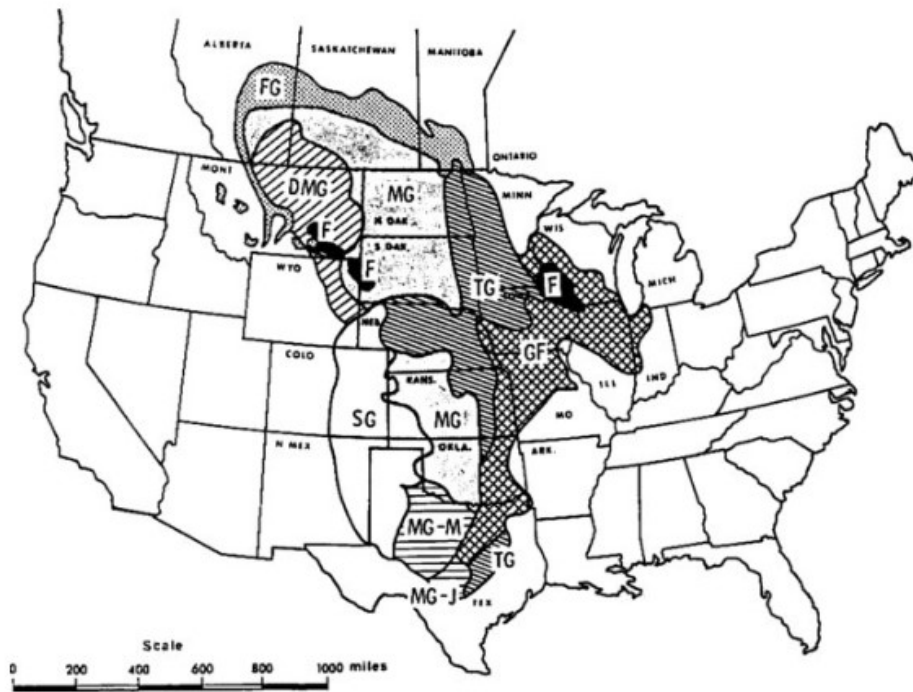 ALBERTA SASKATCHEWAN MANITOBA
FG
ONTARIO
MONT
MINN
DMG MG
N DAK.
F
WIS
S DAK.
F
MICH
WYO
TG F
NEB
GF
COLO
KANS.
ILL IND
SG MG MO
N MEX OKLA. ARK.
MG-M
TG
MG-J TEX
Scale
0 200 400 600 800 1000 miles